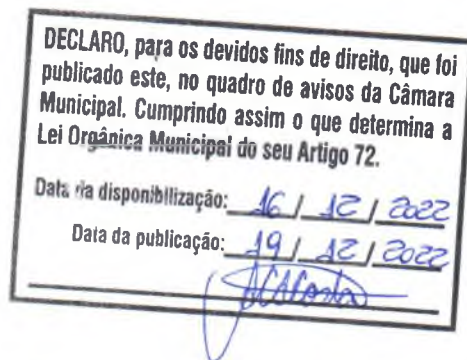 DECLARO, para os devidos fins de direito, que foi
publicado este, no quadro de avisos da Câmara
Municipal. Cumprindo assim o que determina a
Lei Orgânica Municipal do seu Artigo 72.
Data da disponibilização: 16 / 12 / 2022
Data da publicação: 19 / 12 / 2022